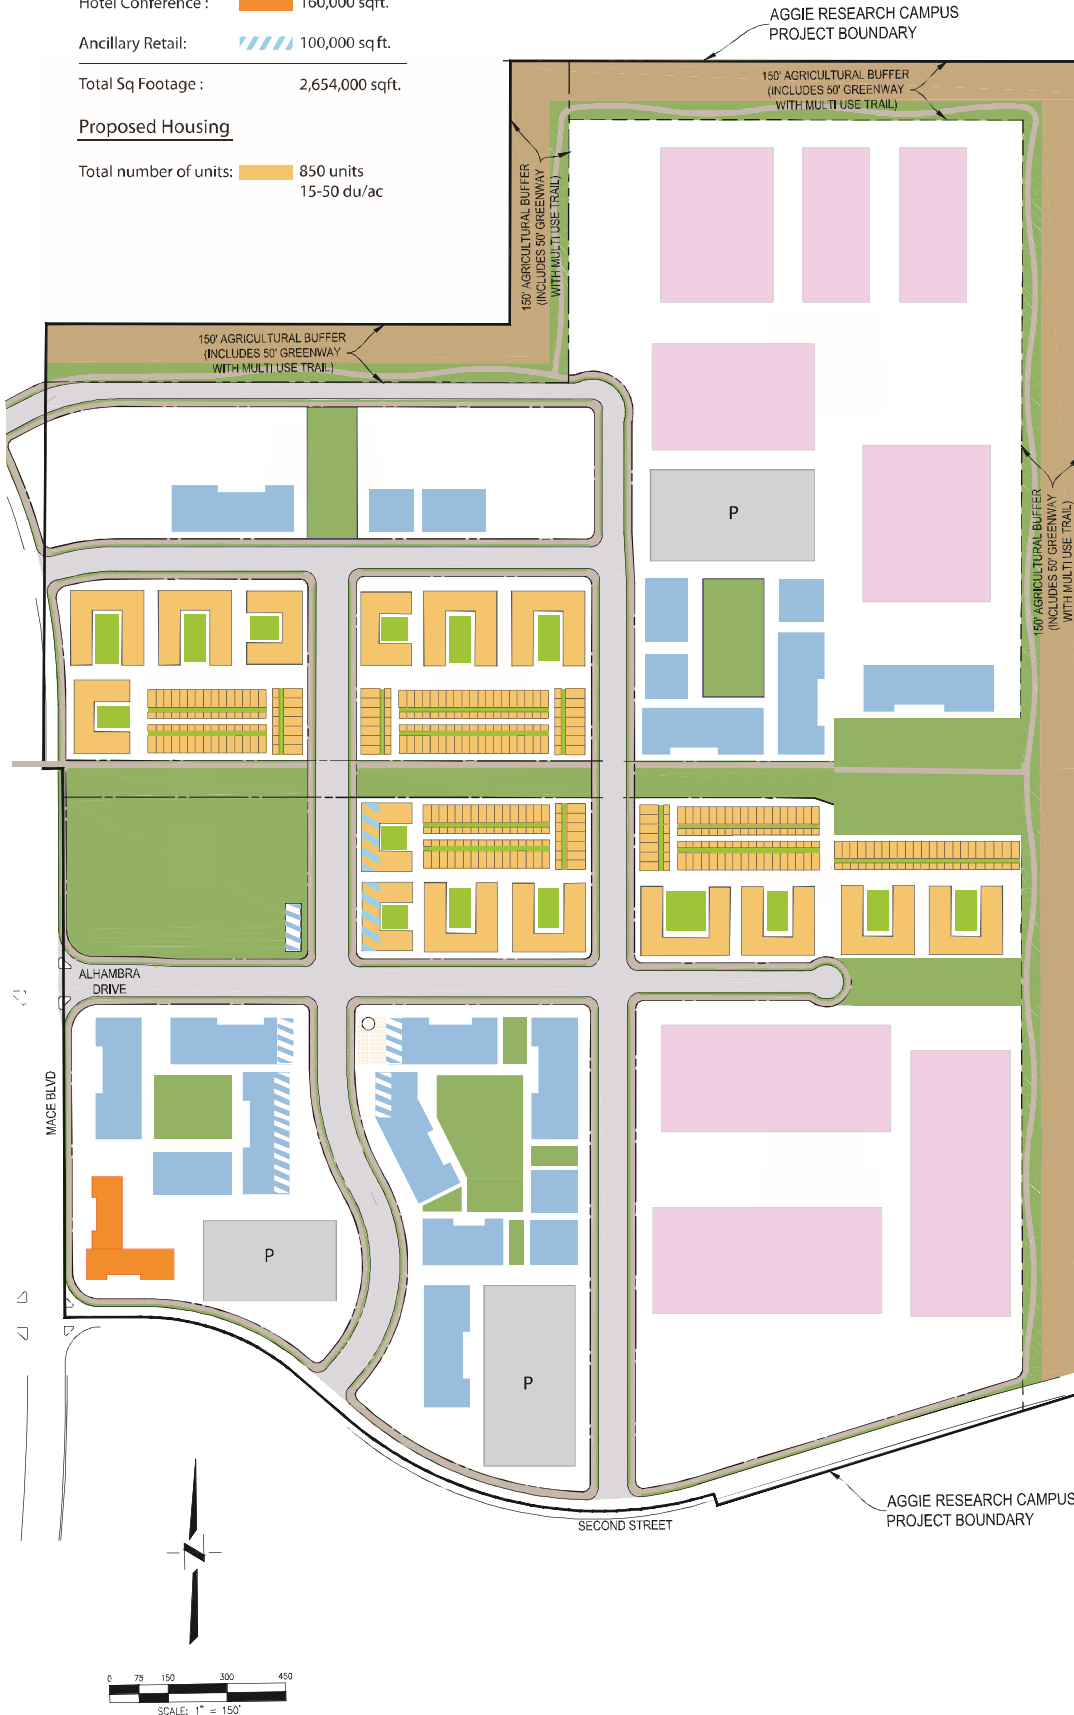 Hotel Conference : 160,000 sqft.
Ancillary Retail: 100,000 sq ft.
Total Sq Footage : 2,654,000 sqft.
Proposed Housing
Total number of units: 850 units
15-50 du/ac
AGGIE RESEARCH CAMPUS
PROJECT BOUNDARY
150' AGRICULTURAL BUFFER
(INCLUDES 50' GREENWAY
WITH MULTI USE TRAIL)
150' AGRICULTURAL BUFFER
(INCLUDES 50' GREENWAY
WITH MULTI USE TRAIL)
150' AGRICULTURAL BUFFER
(INCLUDES 50' GREENWAY
WITH MULTI USE TRAIL)
150' AGRICULTURAL BUFFER
(INCLUDES 50' GREENWAY
WITH MULTI USE TRAIL)
P
ALHAMBRA
DRIVE
MACE BLVD
P
P
SECOND STREET
AGGIE RESEARCH CAMPUS
PROJECT BOUNDARY
0 75 150 300 450
SCALE: 1" = 150'